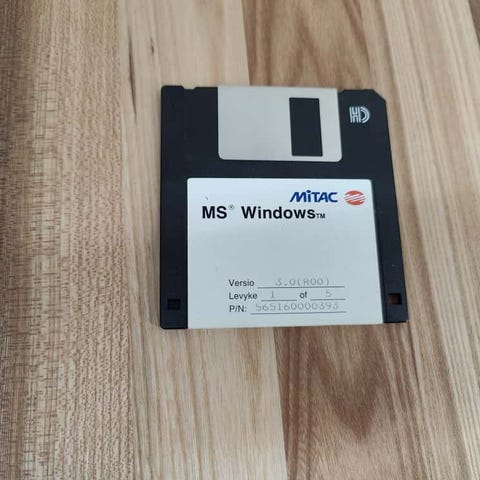 HD
MiTAC
MS® Windows™
Versio 3.0(R00)
Levyke 1 of 5
P/N: 565160000393